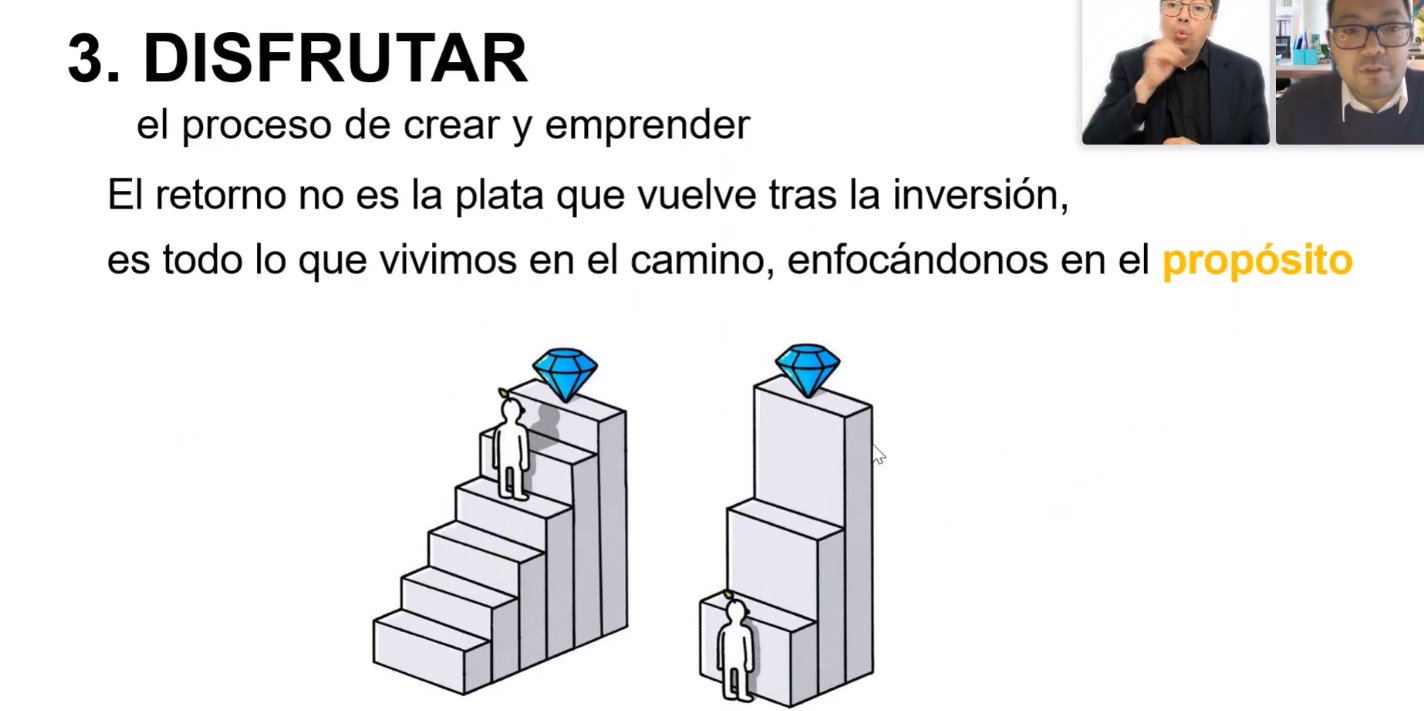 3. DISFRUTAR
el proceso de crear y emprender
El retorno no es la plata que vuelve tras la inversión,
es todo lo que vivimos en el camino, enfocándonos en el propósito